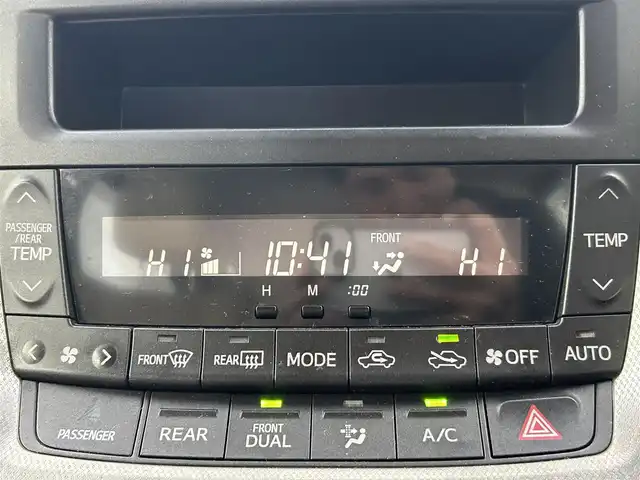 PASSENGER
/REAR
TEMP
FRONT
HI 10:41 HI
H M :00
TEMP
FRONT REAR MODE OFF AUTO
PASSENGER REAR FRONT
DUAL A/C